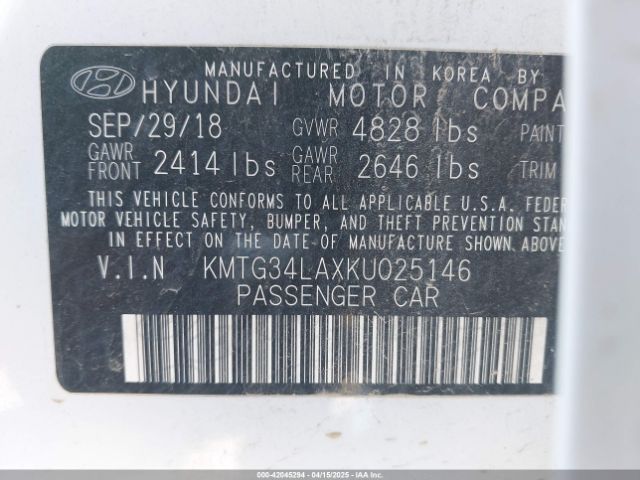 MANUFACTURED IN KOREA BY
HYUNDAI MOTOR COMPA
SEP/29/18 GVWR 4828 lbs PAINT
GAWR FRONT 2414 lbs GAWR REAR 2646 lbs TRIM
THIS VEHICLE CONFORMS TO ALL APPLICABLE U.S.A. FEDER
MOTOR VEHICLE SAFETY, BUMPER, AND THEFT PREVENTION STAN
IN EFFECT ON THE DATE OF MANUFACTURE SHOWN ABOVE
V.I.N KMTG34LAXKU025146
PASSENGER CAR
000-42045294 - 04/15/2025 - IAAI Inc.